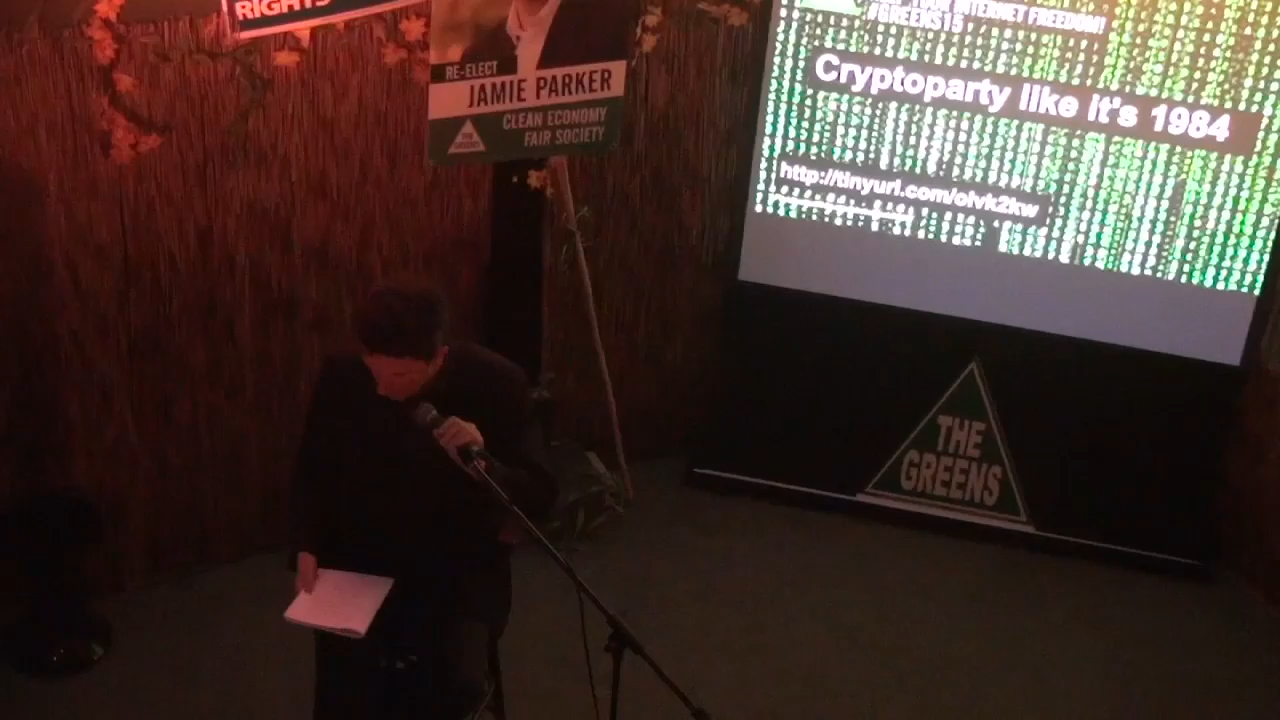 RIGHTS
RE-ELECT
JAMIE PARKER
CLEAN ECONOMY
FAIR SOCIETY
THE
GREENS
YOUR INTERNET FREEDOM!
#GREENS15
Cryptoparty like it's 1984
http://tinyurl.com/olvk2kw
THE
GREENS